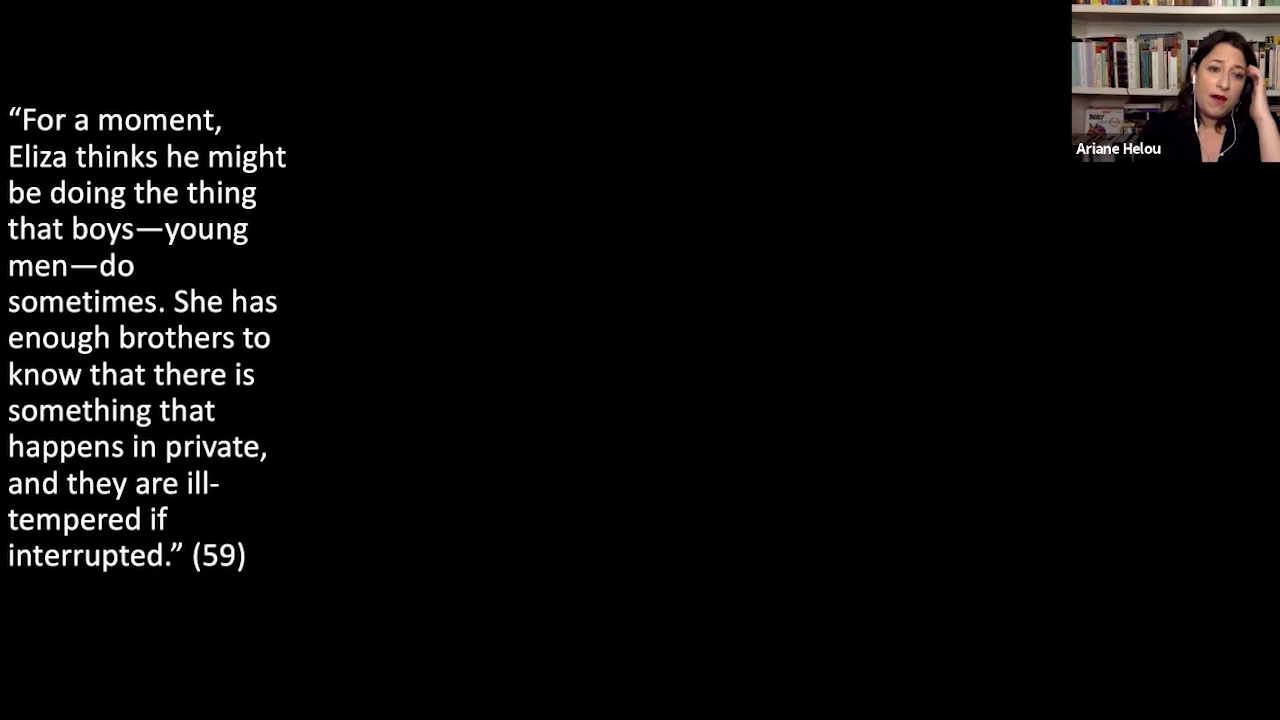 “For a moment,
Eliza thinks he might
be doing the thing
that boys—young
men—do
sometimes. She has
enough brothers to
know that there is
something that
happens in private,
and they are ill-
tempered if
interrupted.” (59)
Ariane Helou